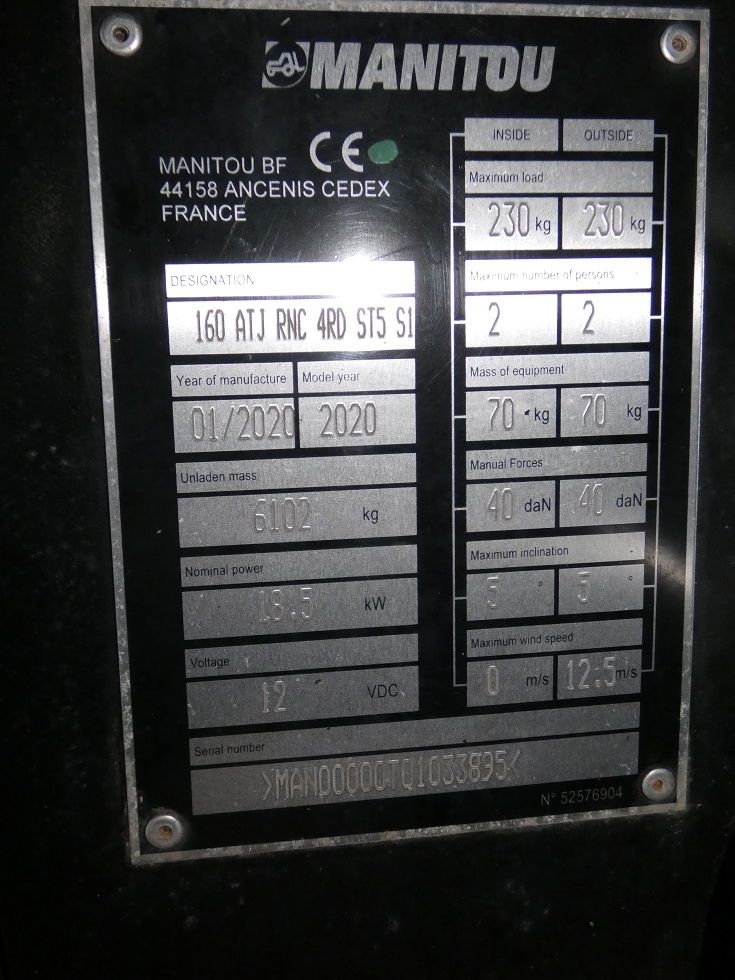 MANITOU
CE
MANITOU BF
44158 ANCENIS CEDEX
FRANCE
DESIGNATION
160 ATJ RNC 4RD ST5 S1
Year of manufacture Model year
01/2020 2020
Unladen mass
6102 kg
Nominal power
18.5 kW
Voltage
12 VDC
INSIDE OUTSIDE
Maximum load
230 kg 230 kg
Maximum number of persons
2 2
Mass of equipment
70 kg 70 kg
Manual Forces
40 daN 40 daN
Maximum inclination
5 ° 5 °
Maximum wind speed
0 m/s 12.5 m/s
Serial number
>MAN00000T01033895<
N° 52576904